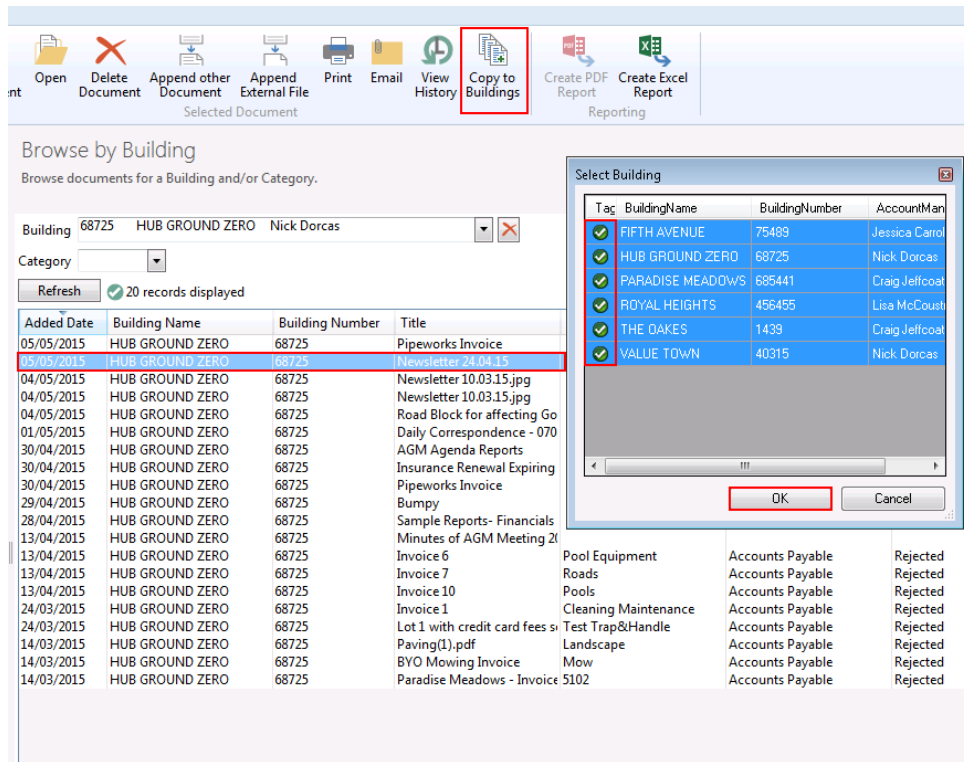 nt
Open
Delete Document
Append other Document
Append External File
Print
Email
View History
Copy to Buildings
Create PDF Report
Create Excel Report
Selected Document
Reporting
Browse by Building
Browse documents for a Building and/or Category.
Building 68725 HUB GROUND ZERO Nick Dorcas
Category
Refresh 20 records displayed
Added Date Building Name Building Number Title
05/05/2015 HUB GROUND ZERO 68725 Pipeworks Invoice
05/05/2015 HUB GROUND ZERO 68725 Newsletter 24.04.15
04/05/2015 HUB GROUND ZERO 68725 Newsletter 10.03.15.jpg
04/05/2015 HUB GROUND ZERO 68725 Newsletter 10.03.15.jpg
04/05/2015 HUB GROUND ZERO 68725 Road Block for affecting Go
01/05/2015 HUB GROUND ZERO 68725 Daily Correspondence - 070
30/04/2015 HUB GROUND ZERO 68725 AGM Agenda Reports
30/04/2015 HUB GROUND ZERO 68725 Insurance Renewal Expiring
30/04/2015 HUB GROUND ZERO 68725 Pipeworks Invoice
29/04/2015 HUB GROUND ZERO 68725 Bumpy
28/04/2015 HUB GROUND ZERO 68725 Sample Reports- Financials
13/04/2015 HUB GROUND ZERO 68725 Minutes of AGM Meeting 2
13/04/2015 HUB GROUND ZERO 68725 Invoice 6 Pool Equipment Accounts Payable Rejected
13/04/2015 HUB GROUND ZERO 68725 Invoice 7 Roads Accounts Payable Rejected
13/04/2015 HUB GROUND ZERO 68725 Invoice 10 Pools Accounts Payable Rejected
24/03/2015 HUB GROUND ZERO 68725 Invoice 1 Cleaning Maintenance Accounts Payable Rejected
24/03/2015 HUB GROUND ZERO 68725 Lot 1 with credit card fees s Test Trap&Handle Accounts Payable Rejected
14/03/2015 HUB GROUND ZERO 68725 Paving(1).pdf Landscape Accounts Payable Rejected
14/03/2015 HUB GROUND ZERO 68725 BYO Mowing Invoice Mow Accounts Payable Rejected
14/03/2015 HUB GROUND ZERO 68725 Paradise Meadows - Invoice 5102 Accounts Payable Rejected
Select Building
Tag BuildingName BuildingNumber AccountMan
FIFTH AVENUE 75489 Jessica Carrol
HUB GROUND ZERO 68725 Nick Dorcas
PARADISE MEADOWS 685441 Craig Jeffcoat
ROYAL HEIGHTS 456455 Lisa McCoust
THE OAKES 1439 Craig Jeffcoat
VALUE TOWN 40315 Nick Dorcas
OK Cancel